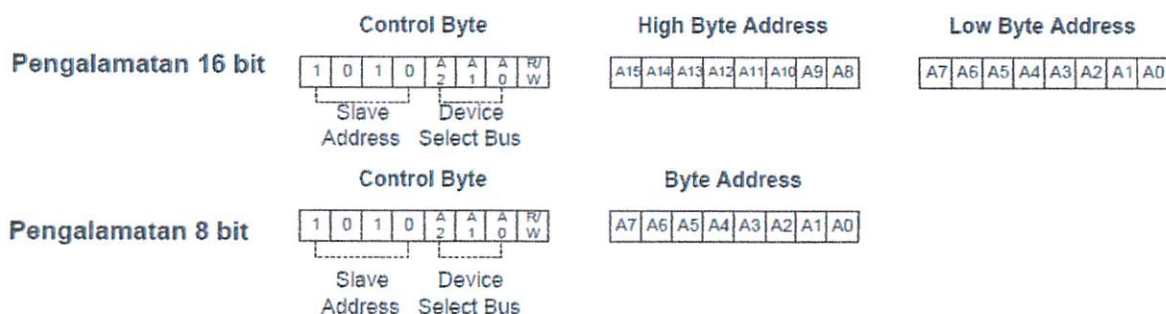 Control Byte High Byte Address Low Byte Address
Pengalamatan 16 bit 1 0 1 0 A2 A1 A0 R/W A15 A14 A13 A12 A11 A10 A9 A8 A7 A6 A5 A4 A3 A2 A1 A0
Slave Device
Address Select Bus
Control Byte Byte Address
Pengalamatan 8 bit 1 0 1 0 A2 A1 A0 R/W A7 A6 A5 A4 A3 A2 A1 A0
Slave Device
Address Select Bus